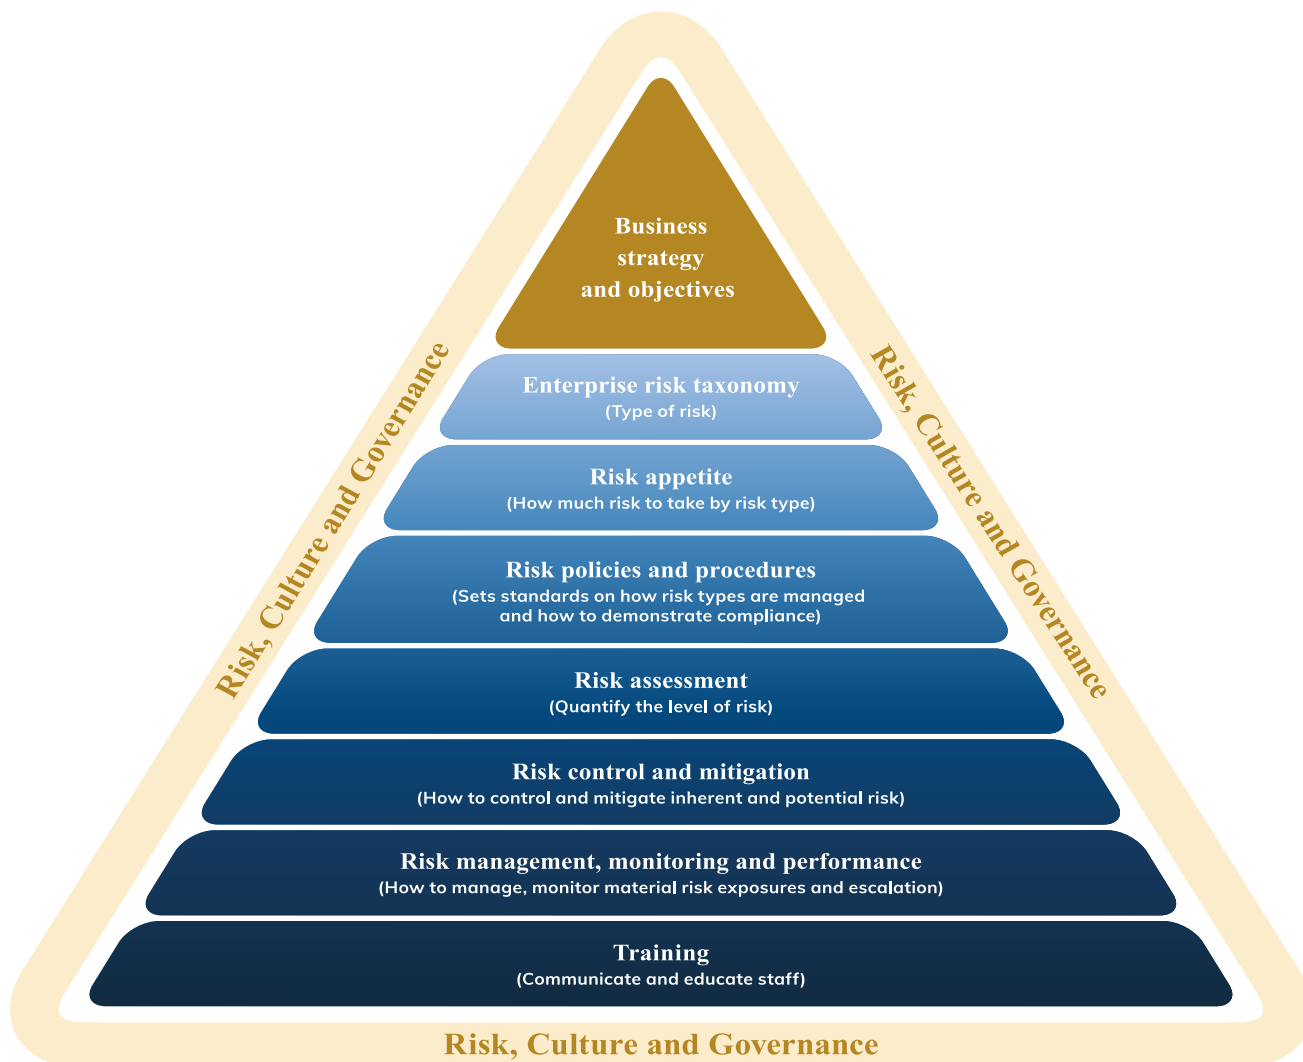 Business
strategy
and objectives
Enterprise risk taxonomy
(Type of risk)
Risk appetite
(How much risk to take by risk type)
Risk policies and procedures
(Sets standards on how risk types are managed
and how to demonstrate compliance)
Risk assessment
(Quantify the level of risk)
Risk control and mitigation
(How to control and mitigate inherent and potential risk)
Risk management, monitoring and performance
(How to manage, monitor material risk exposures and escalation)
Training
(Communicate and educate staff)
Risk, Culture and Governance
Risk, Culture and Governance
Risk, Culture and Governance